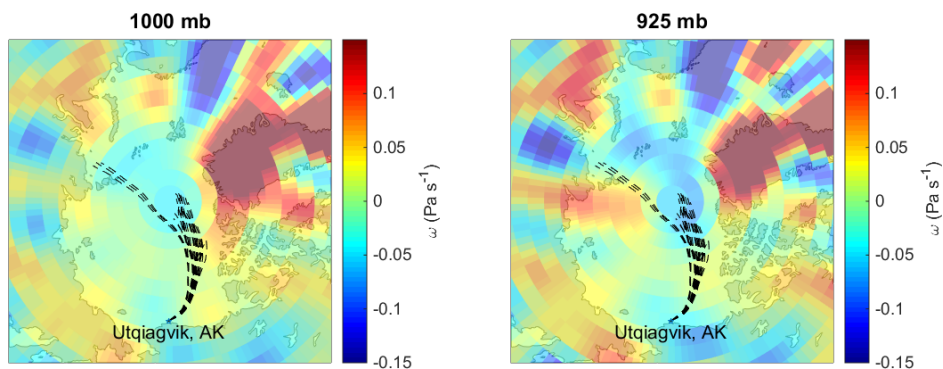 1000 mb
0.1
0.05
0
-0.05
-0.1
-0.15
ω (Pa s-1)
Utqiagvik, AK
925 mb
0.1
0.05
0
-0.05
-0.1
-0.15
ω (Pa s-1)
Utqiagvik, AK